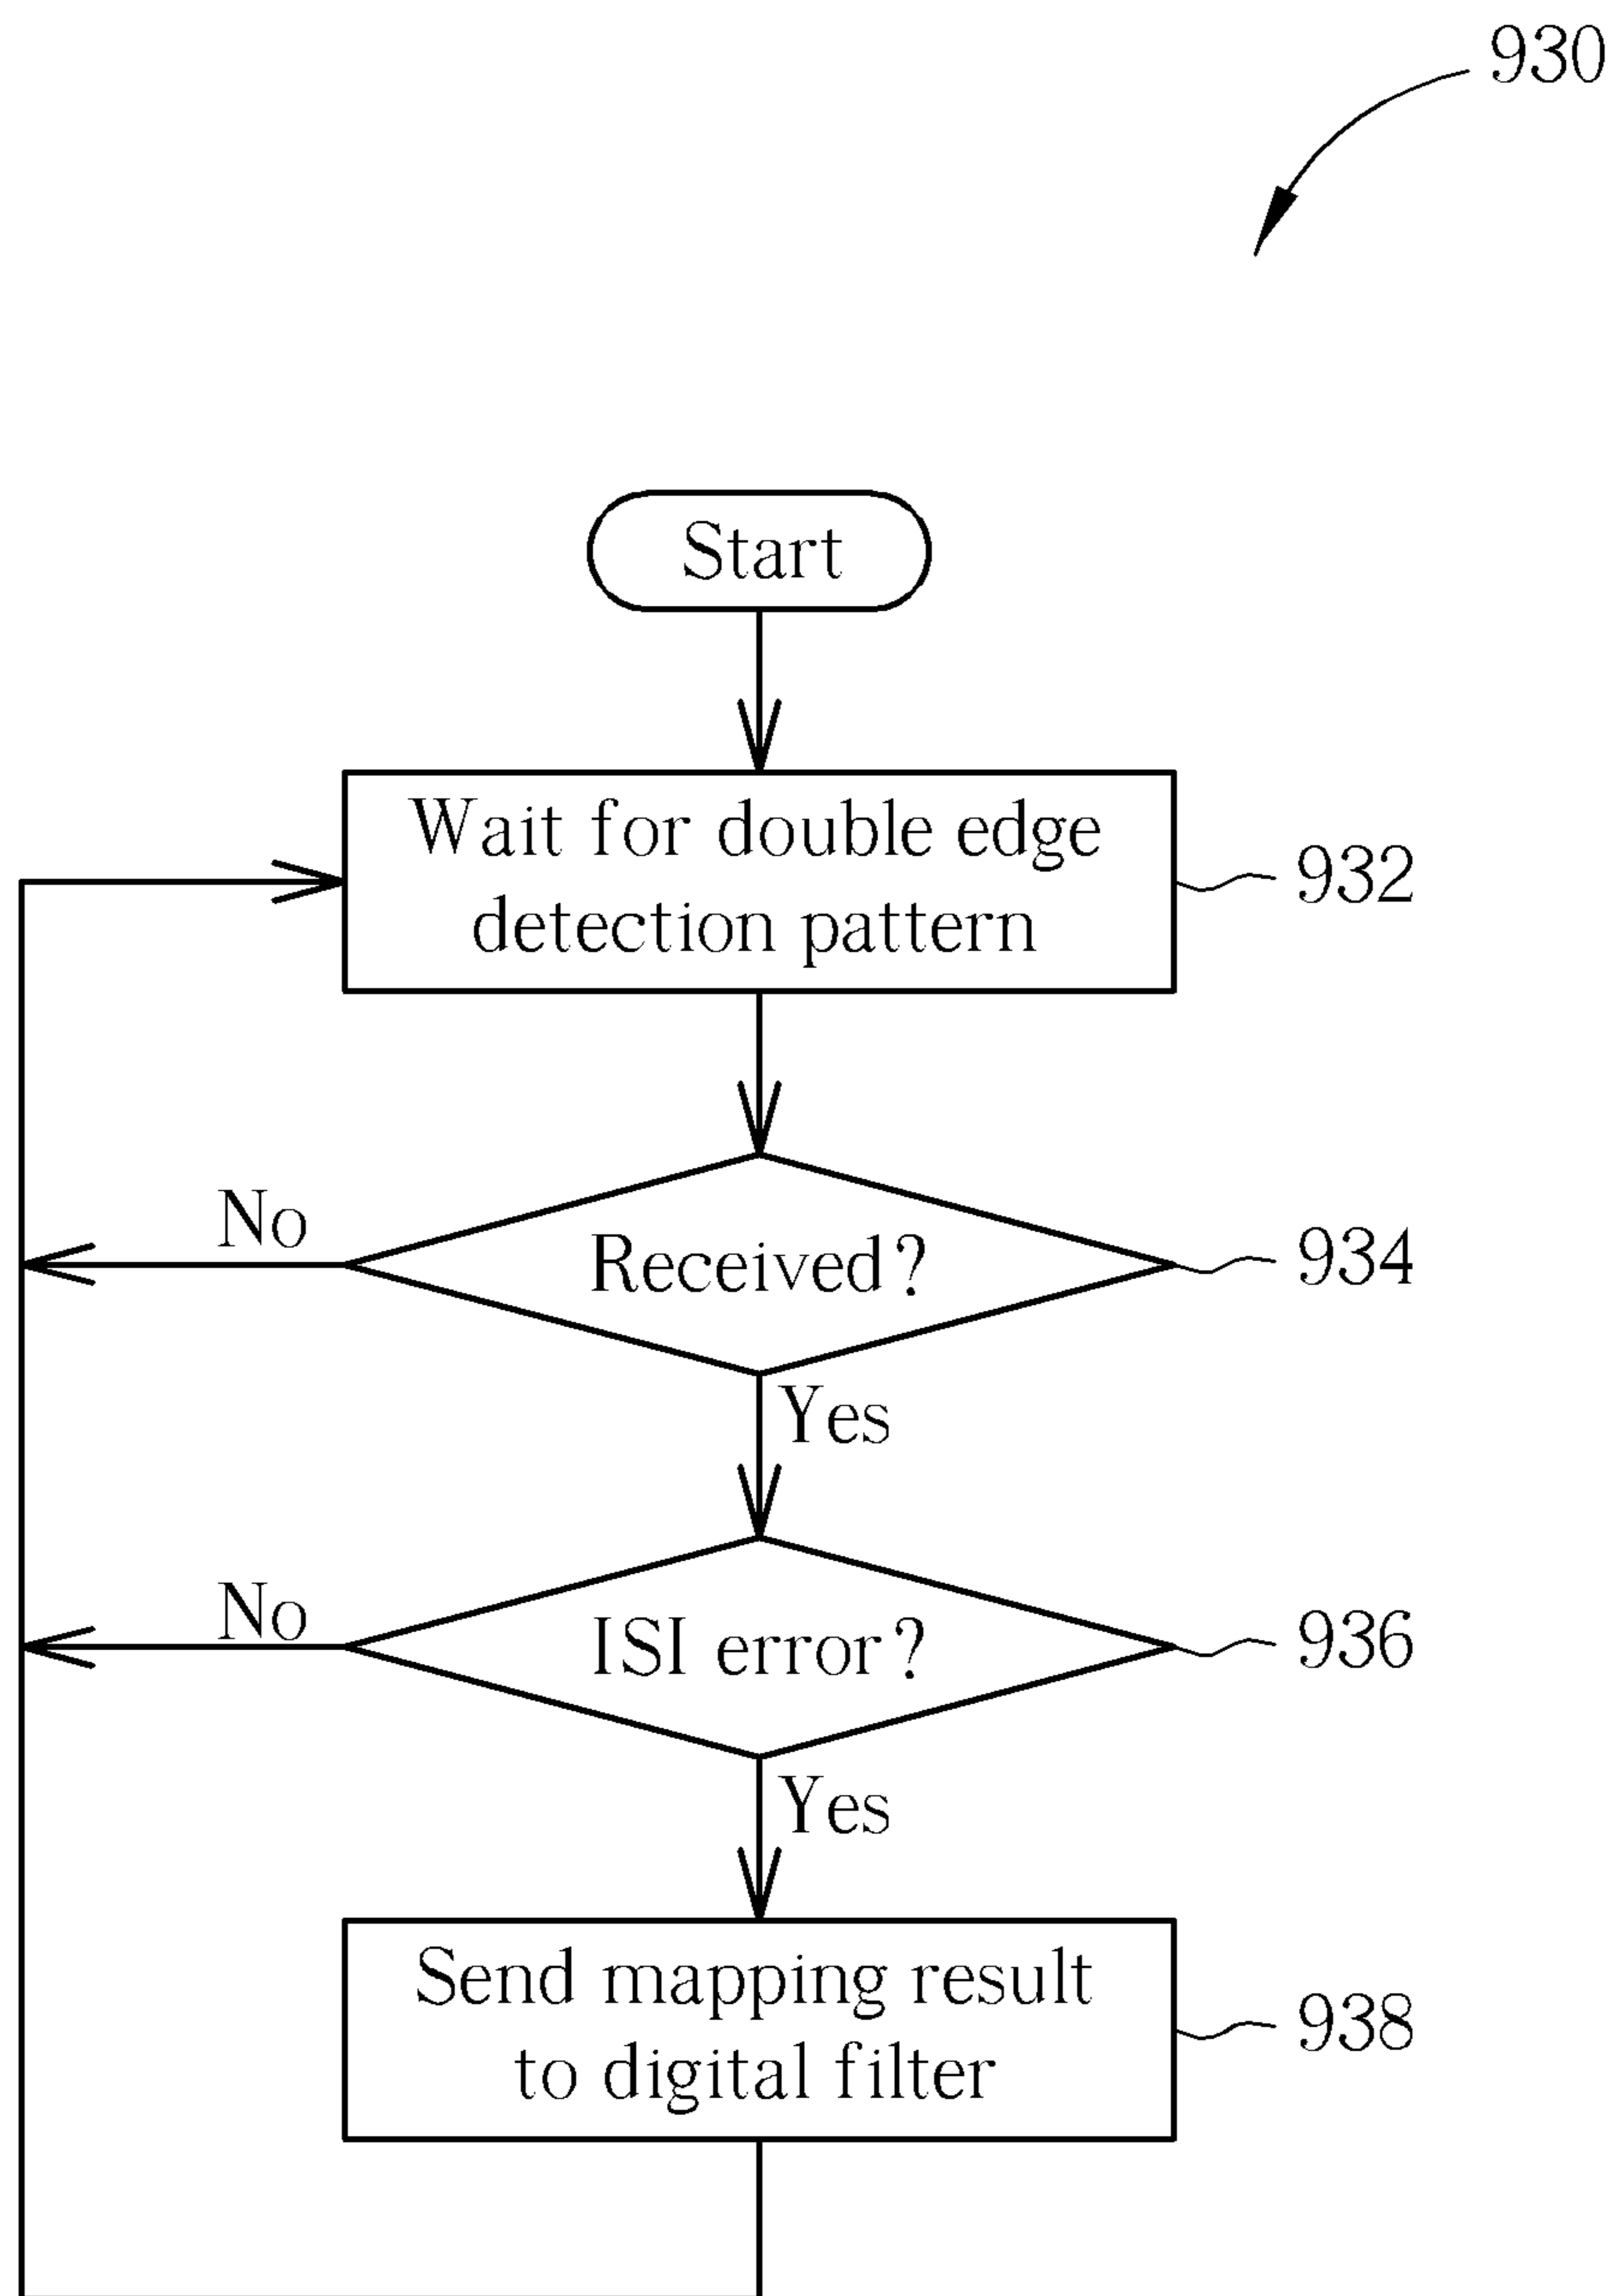 930
Start
Wait for double edge
detection pattern
932
No
Received?
934
Yes
No
ISI error?
936
Yes
Send mapping result
to digital filter
938